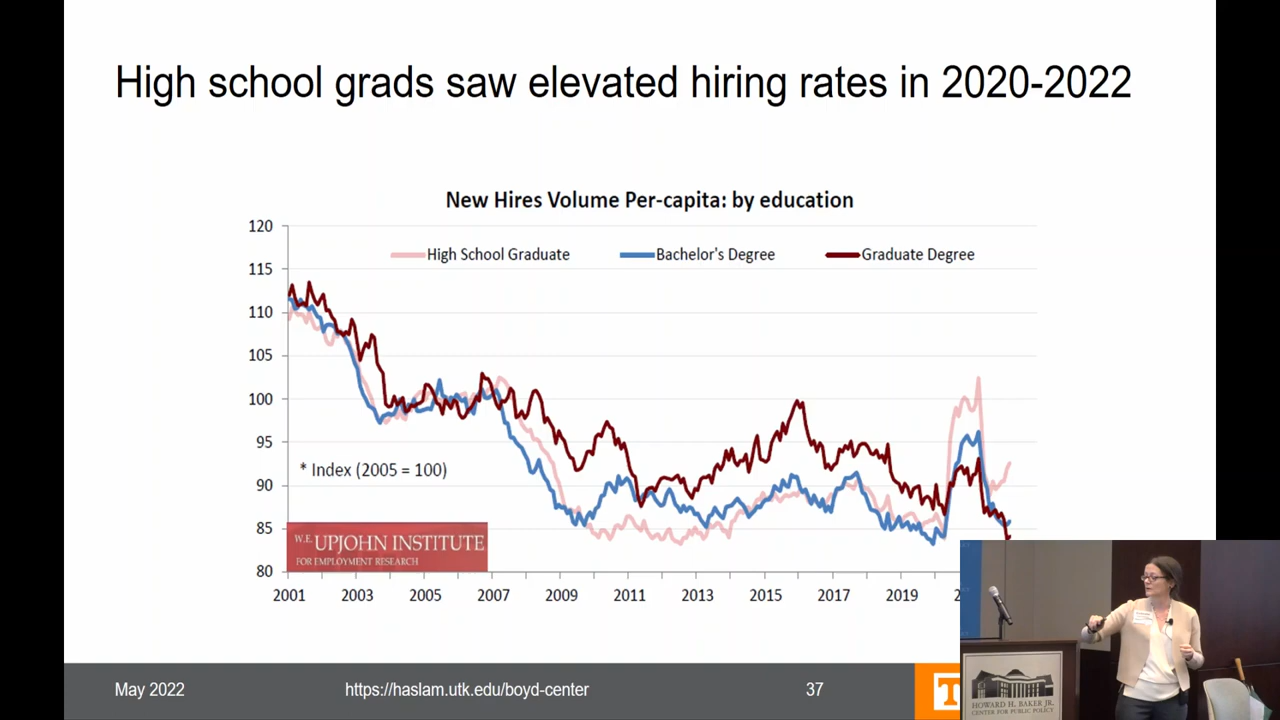 High school grads saw elevated hiring rates in 2020-2022
New Hires Volume Per-capita: by education
120
High School Graduate
Bachelor's Degree
Graduate Degree
115
110
105
100
95
* Index (2005 = 100)
90
85
W.E. UPJOHN INSTITUTE
FOR EMPLOYMENT RESEARCH
80
2001 2003 2005 2007 2009 2011 2013 2015 2017 2019
May 2022
https://haslam.utk.edu/boyd-center
37
T
HOWARD H. BAKER JR.
CENTER FOR PUBLIC POLICY